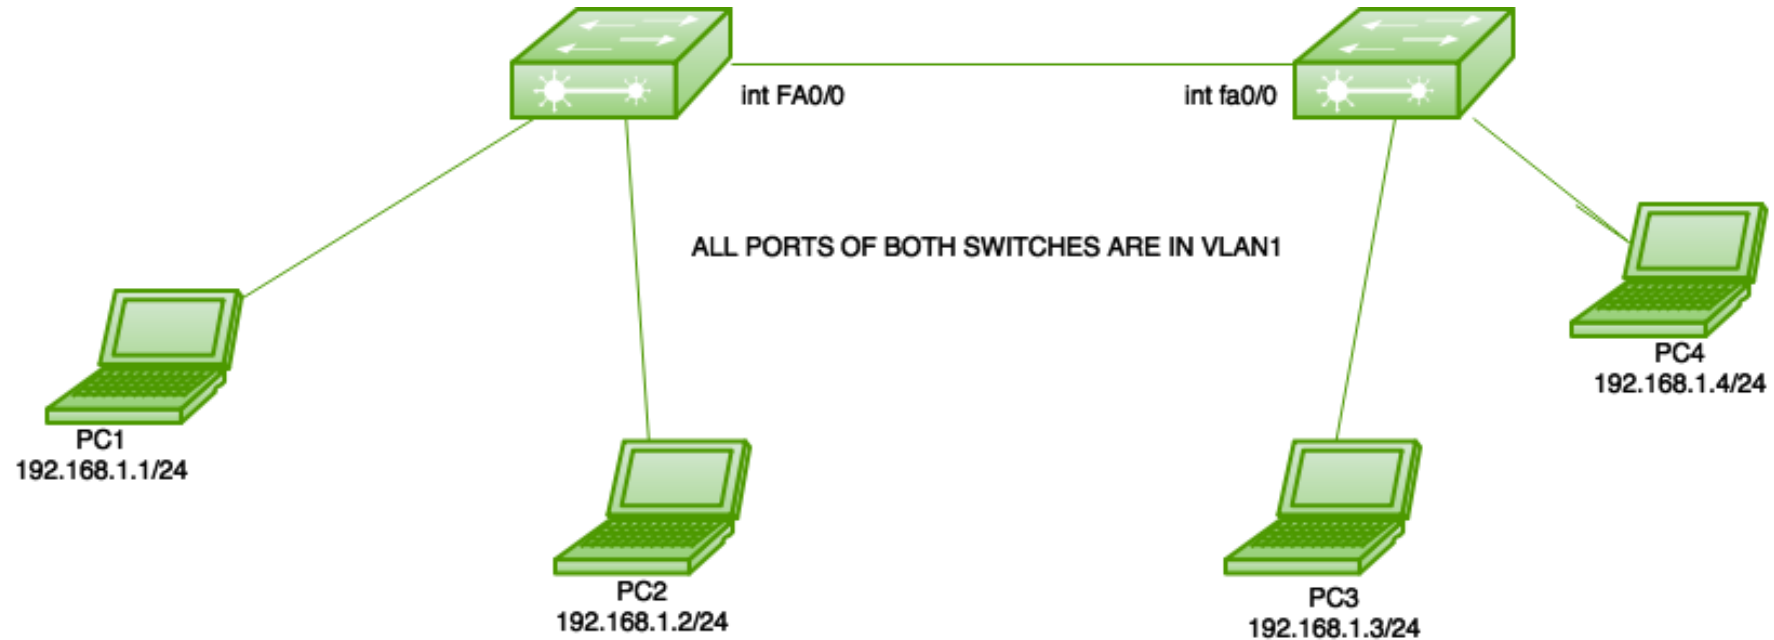 int FA0/0
int fa0/0
ALL PORTS OF BOTH SWITCHES ARE IN VLAN1
PC1
192.168.1.1/24
PC2
192.168.1.2/24
PC3
192.168.1.3/24
PC4
192.168.1.4/24